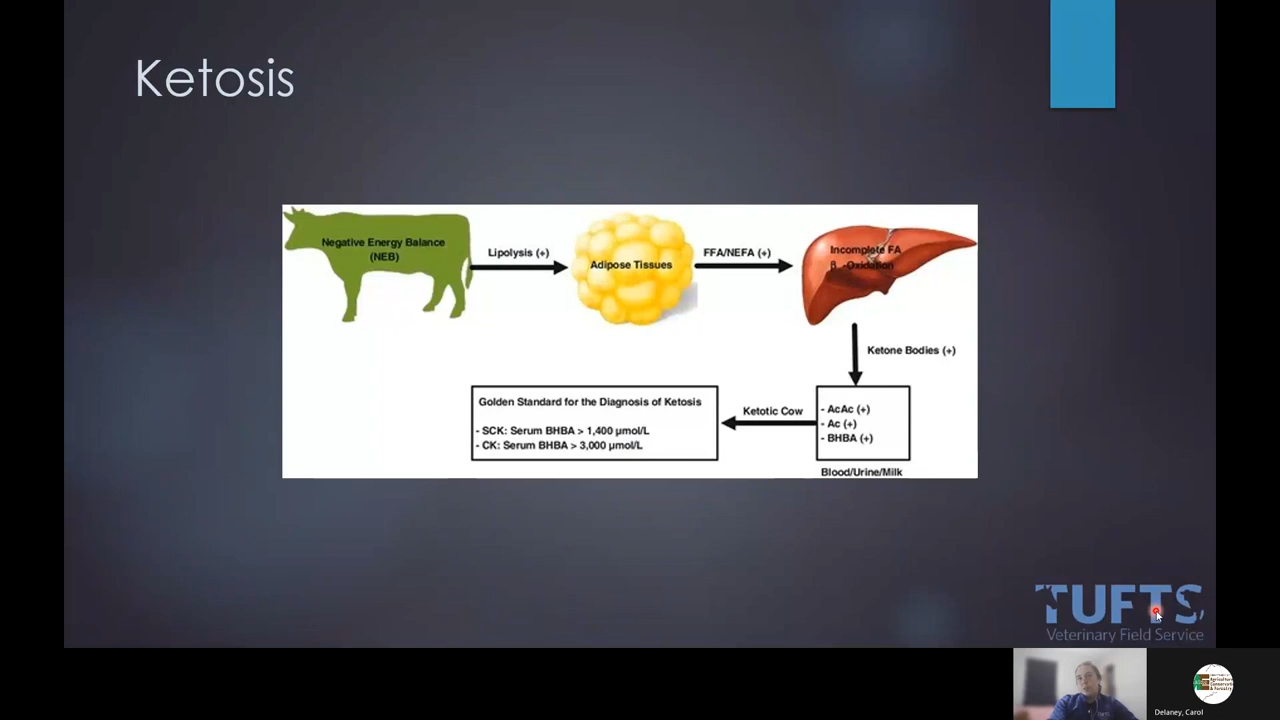 Ketosis
Negative Energy Balance
(NEB)
Lipolysis (+)
Adipose Tissues
FFA/NEFA (+)
Incomplete FA
β -Oxidation
Ketone Bodies (+)
Golden Standard for the Diagnosis of Ketosis
- SCK: Serum BHBA > 1,400 µmol/L
- CK: Serum BHBA > 3,000 µmol/L
Ketotic Cow
- AcAc (+)
- Ac (+)
- BHBA (+)
Blood/Urine/Milk
TUFTS
Veterinary Field Service
Delaney, Carol